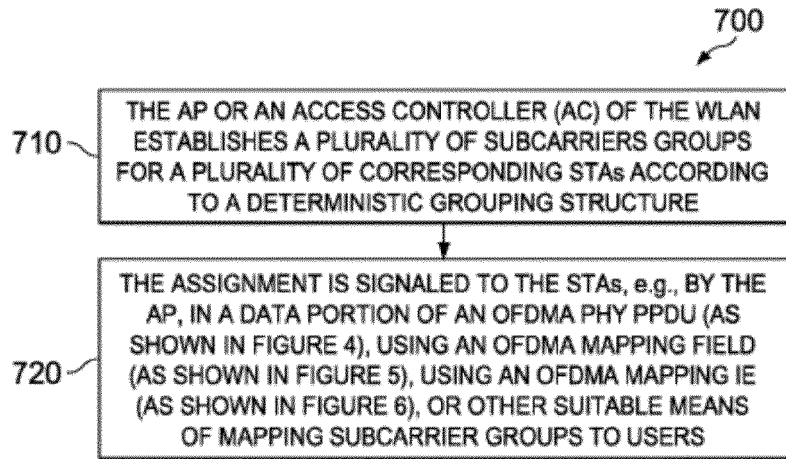 700
710
THE AP OR AN ACCESS CONTROLLER (AC) OF THE WLAN
ESTABLISHES A PLURALITY OF SUBCARRIERS GROUPS
FOR A PLURALITY OF CORRESPONDING STAs ACCORDING
TO A DETERMINISTIC GROUPING STRUCTURE
720
THE ASSIGNMENT IS SIGNALED TO THE STAs, e.g., BY THE
AP, IN A DATA PORTION OF AN OFDMA PHY PPDU (AS
SHOWN IN FIGURE 4), USING AN OFDMA MAPPING FIELD
(AS SHOWN IN FIGURE 5), USING AN OFDMA MAPPING IE
(AS SHOWN IN FIGURE 6), OR OTHER SUITABLE MEANS
OF MAPPING SUBCARRIER GROUPS TO USERS